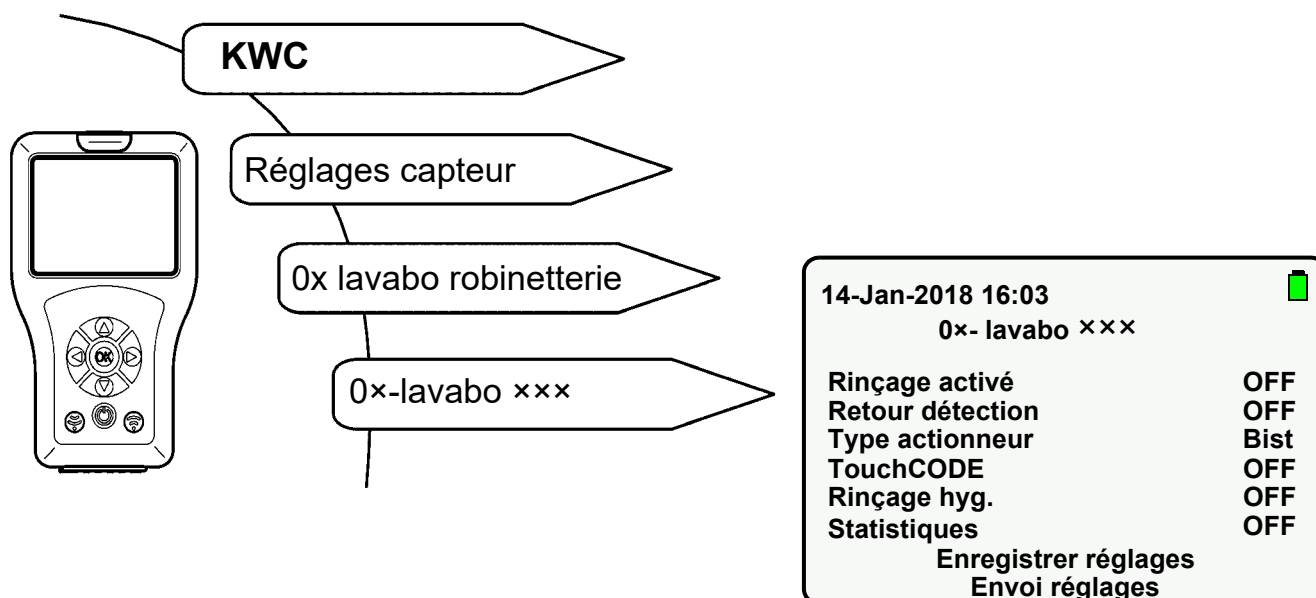 KWC
Réglages capteur
0x lavabo robinetterie
0×-lavabo ×××
OK
14-Jan-2018 16:03
0×- lavabo ×××
Rinçage activé OFF
Retour détection OFF
Type actionneur Bist
TouchCODE OFF
Rinçage hyg. OFF
Statistiques OFF
Enregistrer réglages
Envoi réglages